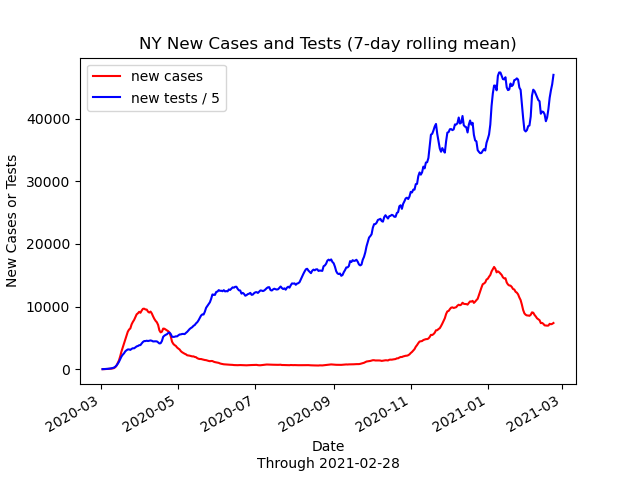 NY New Cases and Tests (7-day rolling mean)
new cases
new tests / 5
New Cases or Tests
40000
30000
20000
10000
0
2020-03
2020-05
2020-07
2020-09
2020-11
2021-01
2021-03
Date
Through 2021-02-28